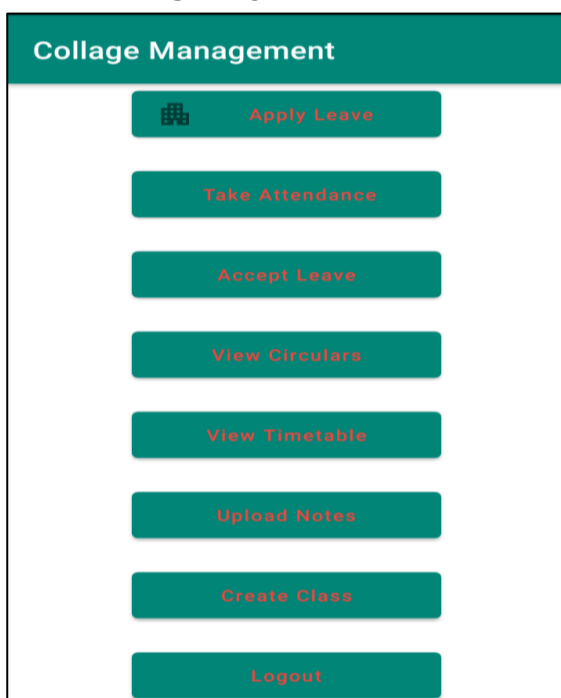 Collage Management
Apply Leave
Take Attendance
Accept Leave
View Circulars
View Timetable
Upload Notes
Create Class
Logout